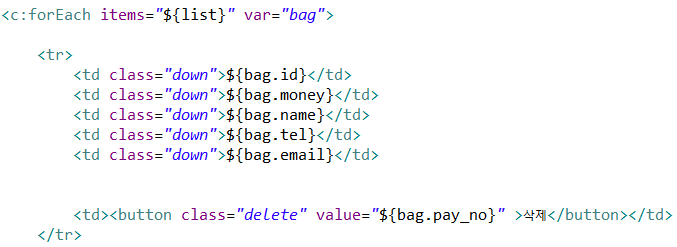 <c:forEach items="${list}" var="bag">
<tr>
<td class="down">${bag.id}</td>
<td class="down">${bag.money}</td>
<td class="down">${bag.name}</td>
<td class="down">${bag.tel}</td>
<td class="down">${bag.email}</td>
<td><button class="delete" value="${bag.pay_no}" >삭제</button></td>
</tr>